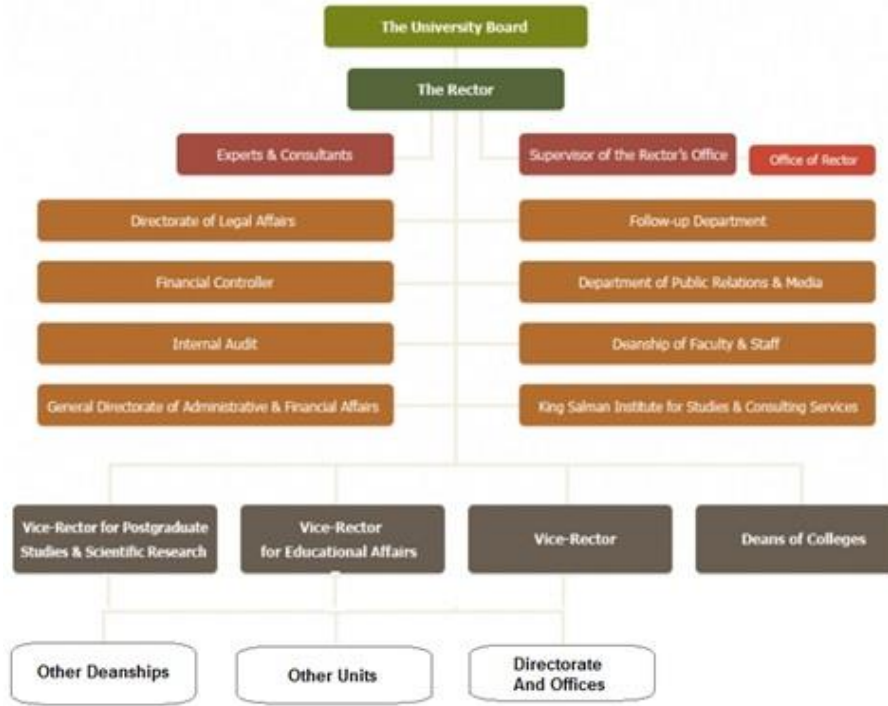 The University Board
The Rector
Experts & Consultants
Supervisor of the Rector's Office
Office of Rector
Directorate of Legal Affairs
Follow-up Department
Financial Controller
Department of Public Relations & Media
Internal Audit
Deanship of Faculty & Staff
General Directorate of Administrative & Financial Affairs
King Salman Institute for Studies & Consulting Services
Vice-Rector for Postgraduate
Studies & Scientific Research
Vice-Rector
for Educational Affairs
Vice-Rector
Deans of Colleges
Other Deanships
Other Units
Directorate
And Offices